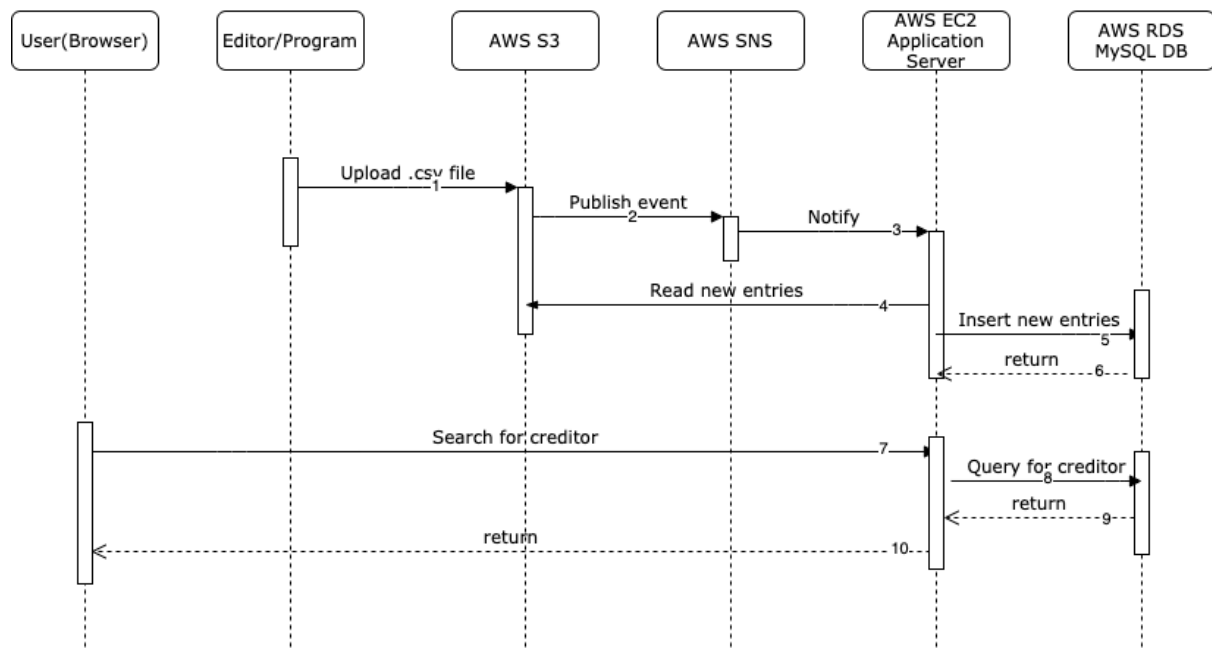 User(Browser)
Editor/Program
AWS S3
AWS SNS
AWS EC2
Application
Server
AWS RDS
MySQL DB
Upload .csv file
1
Publish event
2
Notify
3
Read new entries
4
Insert new entries
5
return
6
Search for creditor
7
Query for creditor
8
return
9
return
10